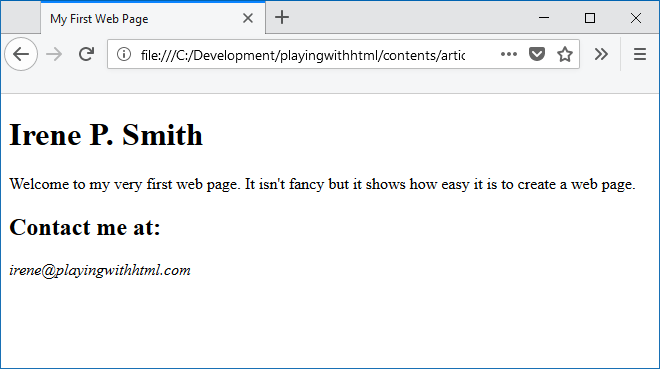 My First Web Page
file:///C:/Development/playingwithhtml/contents/artic
Irene P. Smith
Welcome to my very first web page. It isn't fancy but it shows how easy it is to create a web page.
Contact me at:
irene@playingwithhtml.com